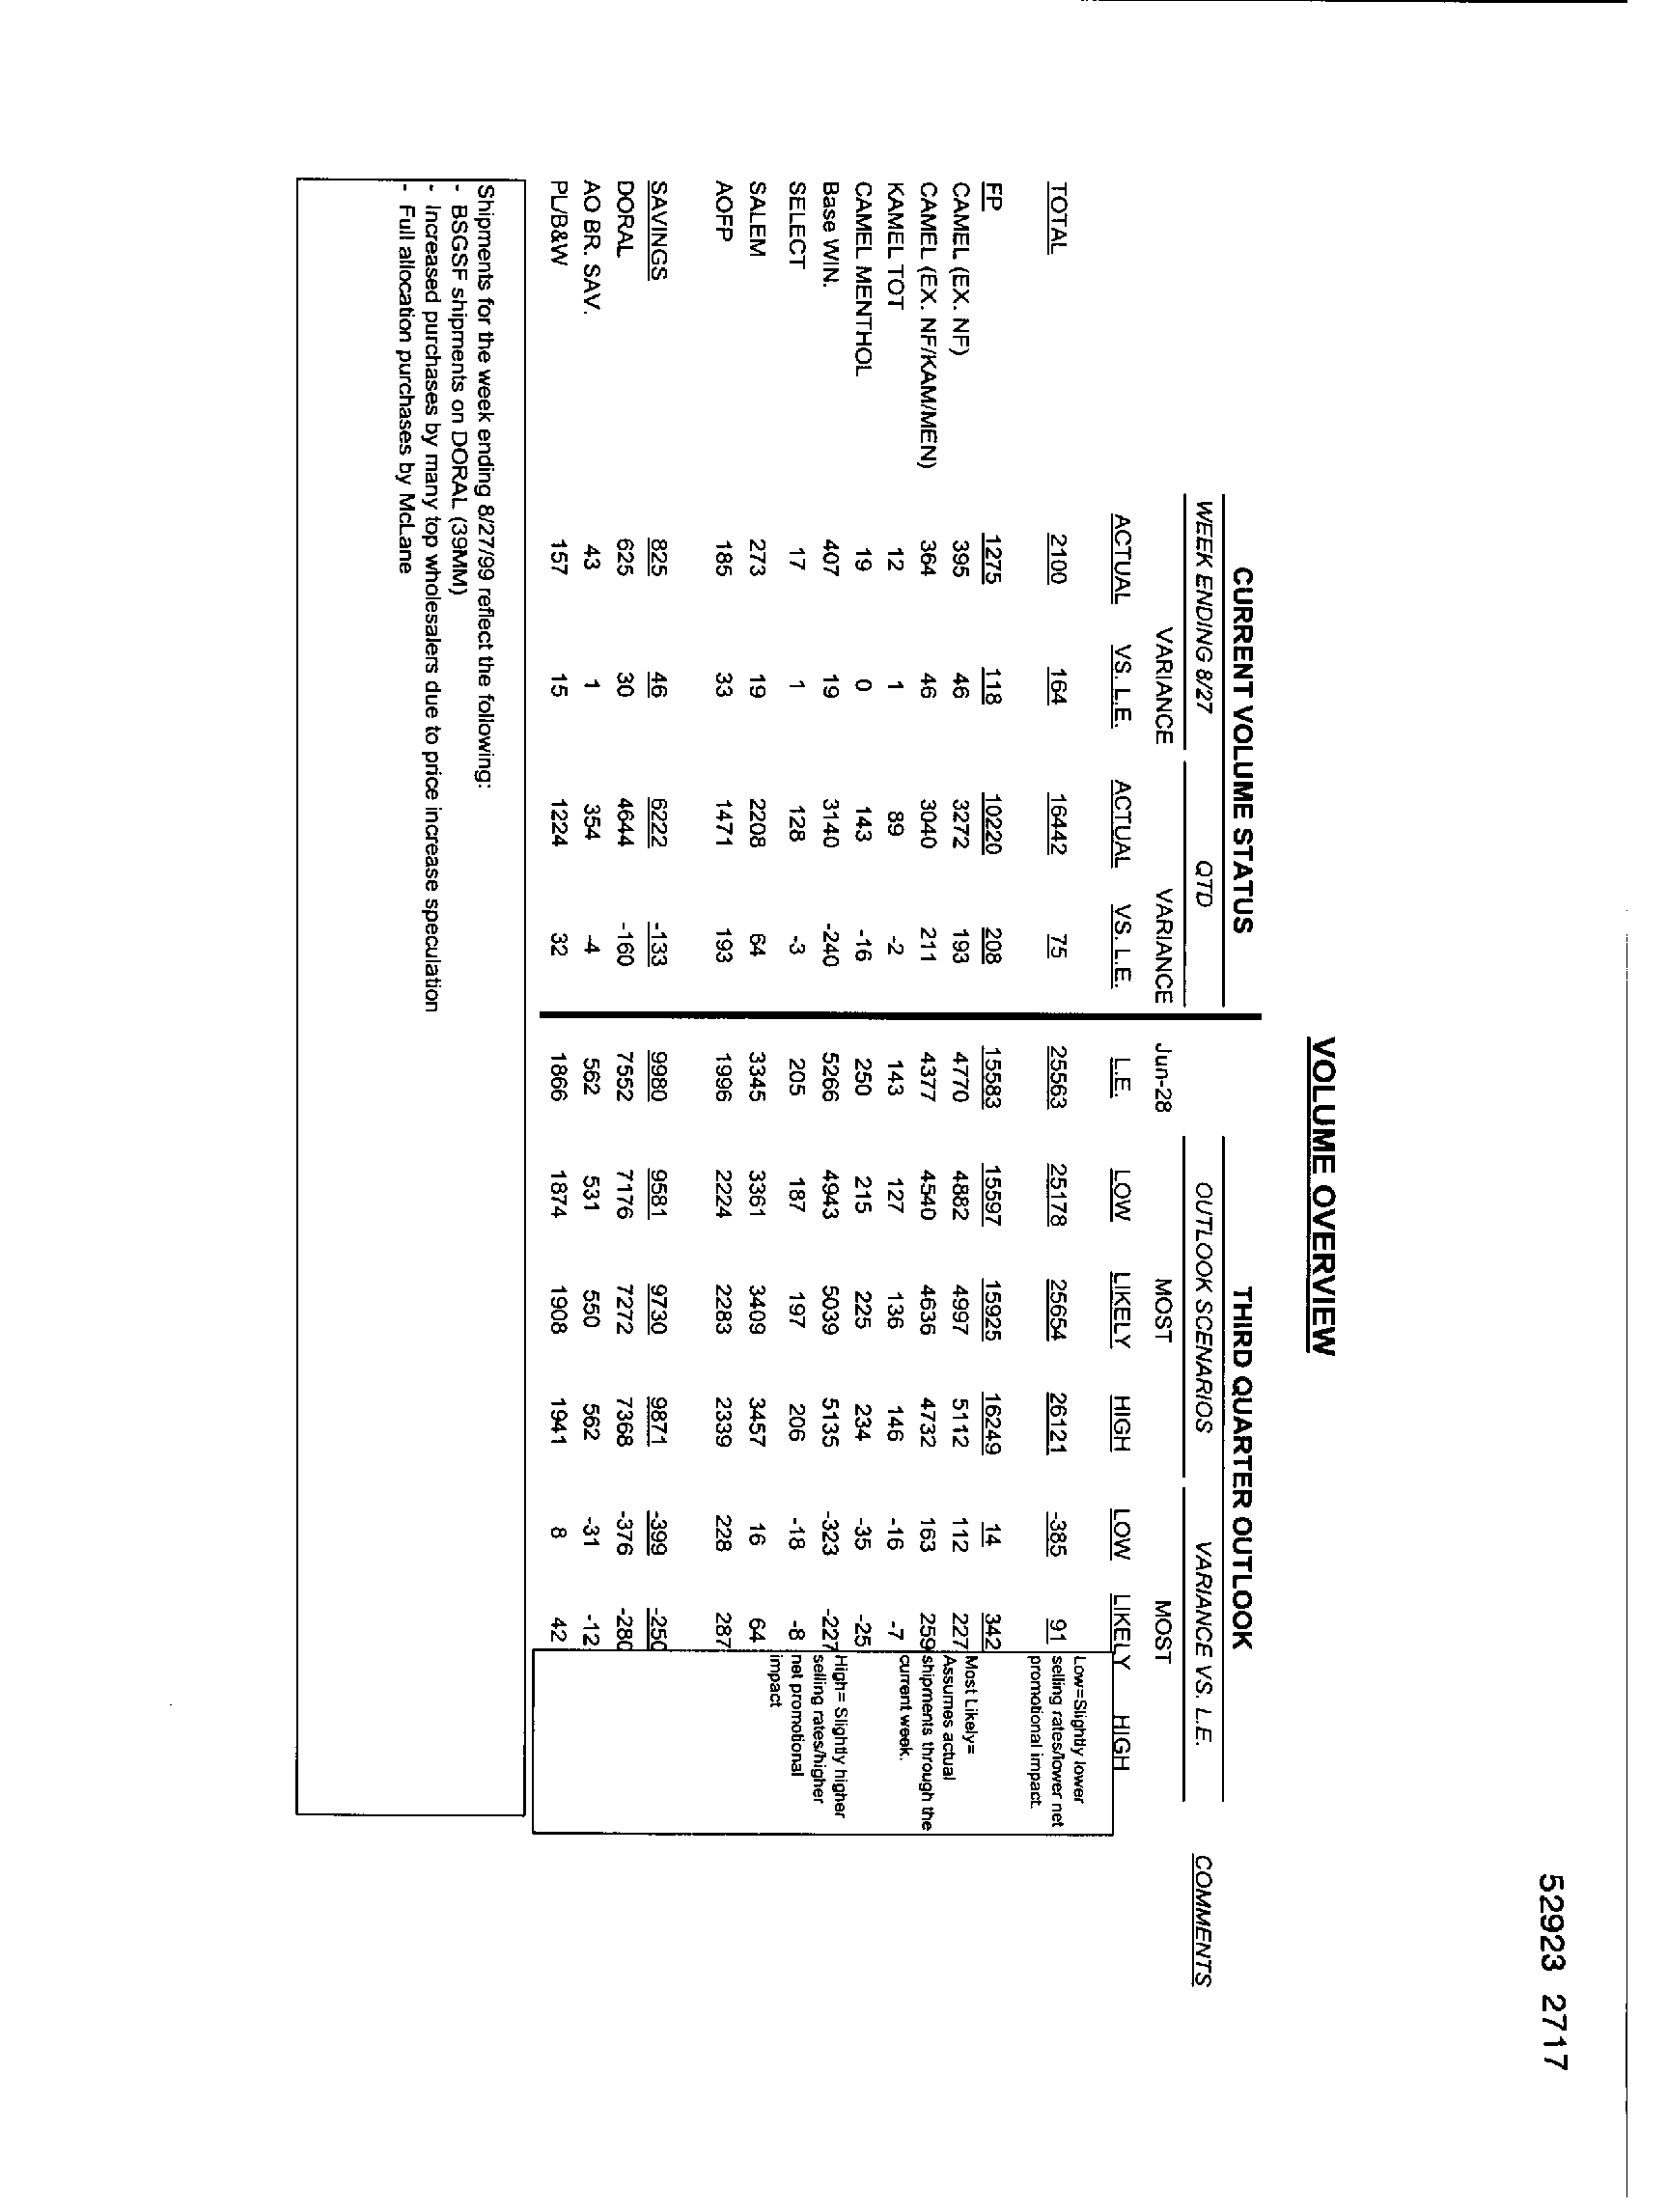 52923 2717
VOLUME OVERVIEW
CURRENT VOLUME STATUS THIRD QUARTER OUTLOOK
WEEK ENDING 8/27 QTD OUTLOOK SCENARIOS VARIANCE VS. L.E. COMMENTS
VARIANCE VARIANCE Jun-28 MOST MOST
ACTUAL VS. L.E. ACTUAL VS. L.E. L.E. LOW LIKELY HIGH LOW LIKELY HIGH
TOTAL 2100 164 16442 75 25563 25178 25654 26121 -385 91
FP 1275 118 10220 208 15583 15597 15925 16249 14 342
CAMEL (EX. NF) 395 46 3272 193 4770 4882 4997 5112 112 227
CAMEL (EX. NF/KAM/MEN) 364 46 3040 211 4377 4540 4636 4732 163 259
KAMEL TOT 12 1 89 -2 143 127 136 146 -16 -7
CAMEL MENTHOL 19 0 143 -16 250 215 225 234 -35 -25
Base WIN. 407 19 3140 -240 5266 4943 5039 5135 -323 -227
SELECT 17 1 128 -3 205 187 197 206 -18 -8
SALEM 273 19 2208 64 3345 3361 3409 3457 16 64
AOFP 185 33 1471 193 1996 2224 2283 2339 228 287
SAVINGS 825 46 6222 -133 9980 9581 9730 9871 -399 -250
DORAL 625 30 4644 -160 7552 7176 7272 7368 -376 -280
AO BR. SAV. 43 1 354 -4 562 531 550 562 -31 -12
PL/B&W 157 15 1224 32 1866 1874 1908 1941 8 42
Low=Slightly lower
selling rates/lower net
promotional impact.
Most Likely=
Assumes actual
shipments through the
current week.
High= Slightly higher
selling rates/higher
net promotional
impact
Shipments for the week ending 8/27/99 reflect the following:
- BSGSF shipments on DORAL (39MM)
- Increased purchases by many top wholesalers due to price increase speculation
- Full allocation purchases by McLane